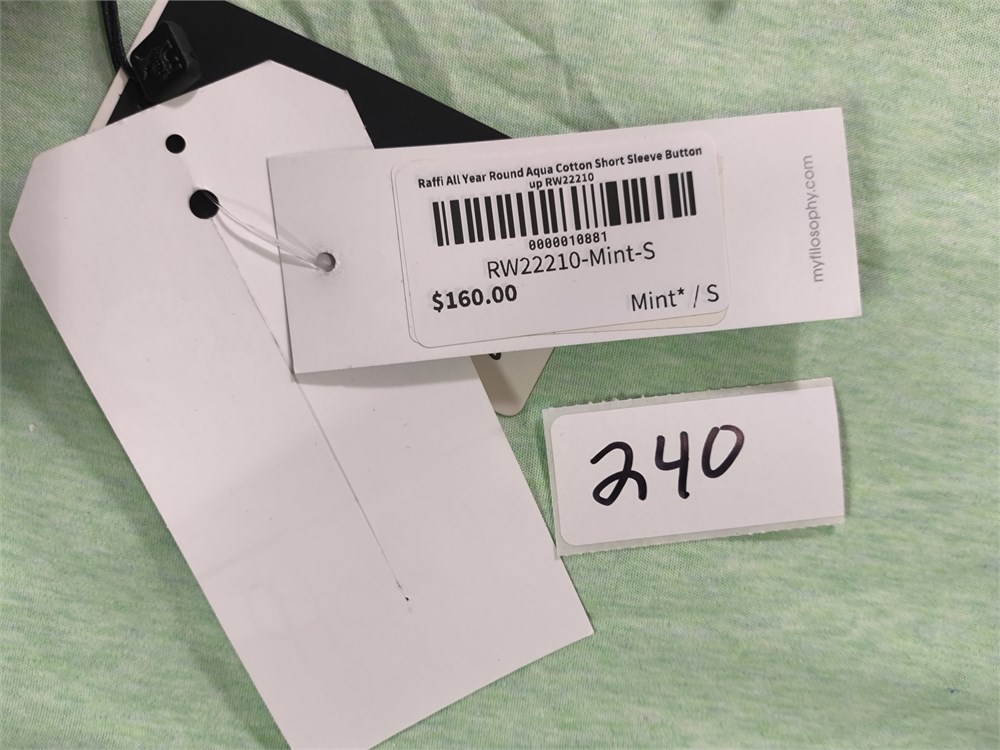 Raffi All Year Round Aqua Cotton Short Sleeve Button
up RW22210
0000010881
RW22210-Mint-S
$160.00
Mint* / S
myfilosophy.com
240